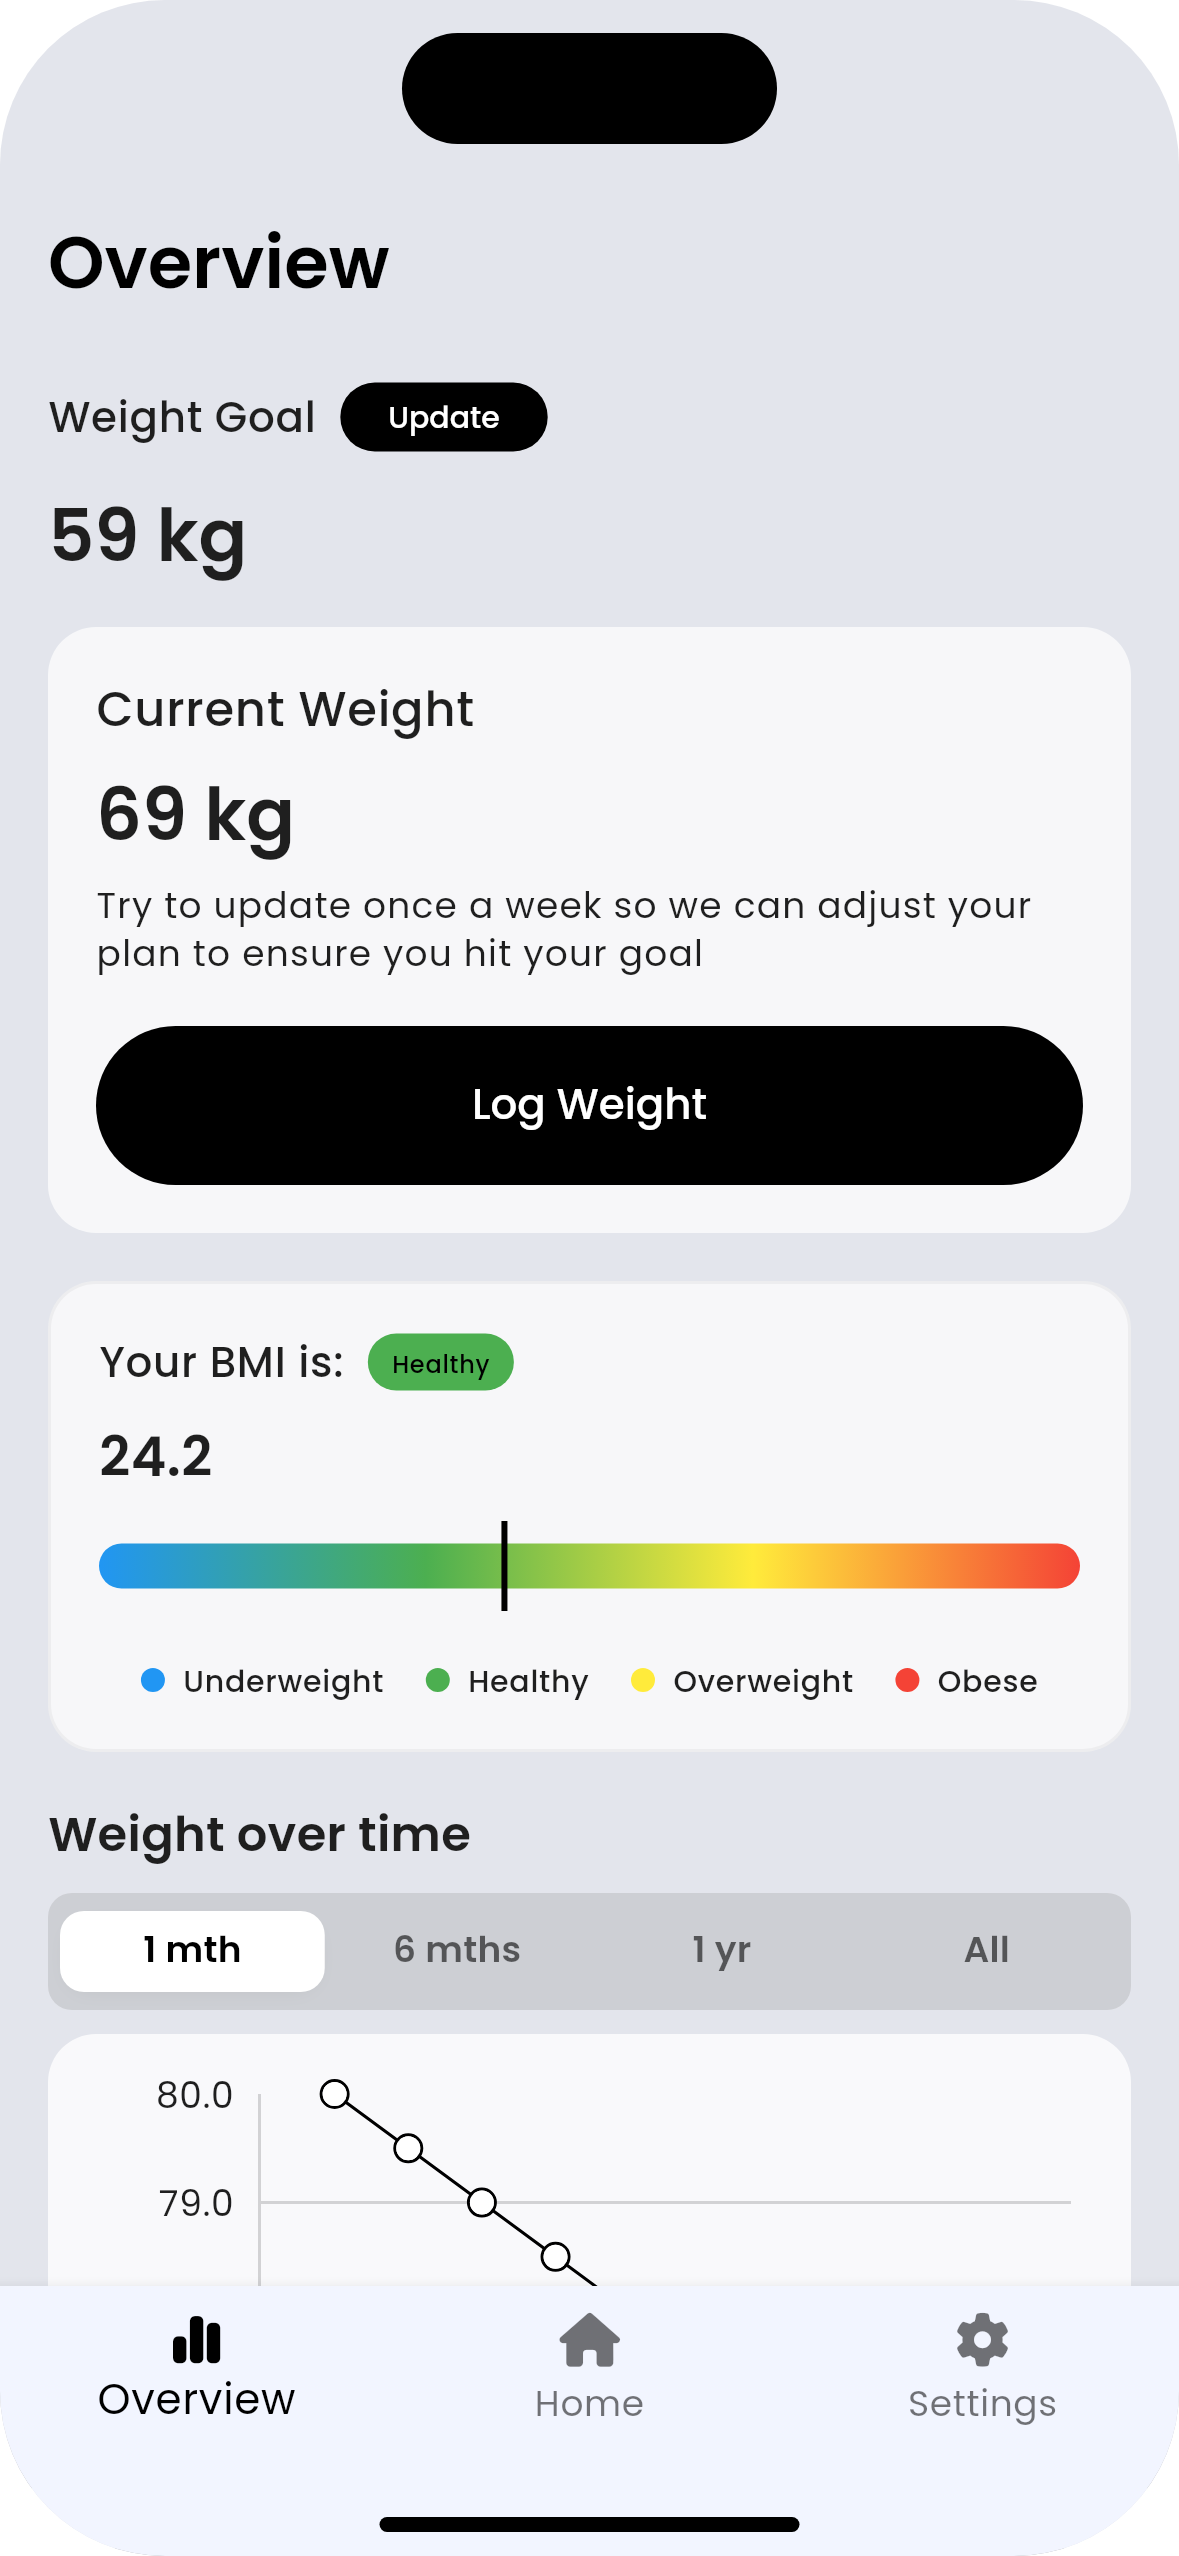 Overview
Weight Goal
Update
59 kg
Current Weight
69 kg
Try to update once a week so we can adjust your
plan to ensure you hit your goal
Log Weight
Your BMI is:
Healthy
24.2
Underweight
Healthy
Overweight
Obese
Weight over time
1 mth
6 mths
1 yr
All
80.0
79.0
Overview
Home
Settings